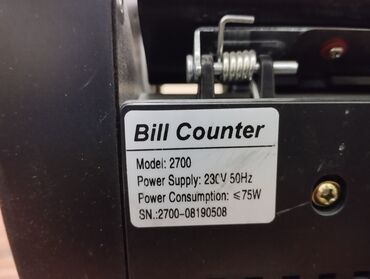 Bill Counter
Model: 2700
Power Supply: 230V 50Hz
Power Consumption: ≤75W
SN.:2700-08190508